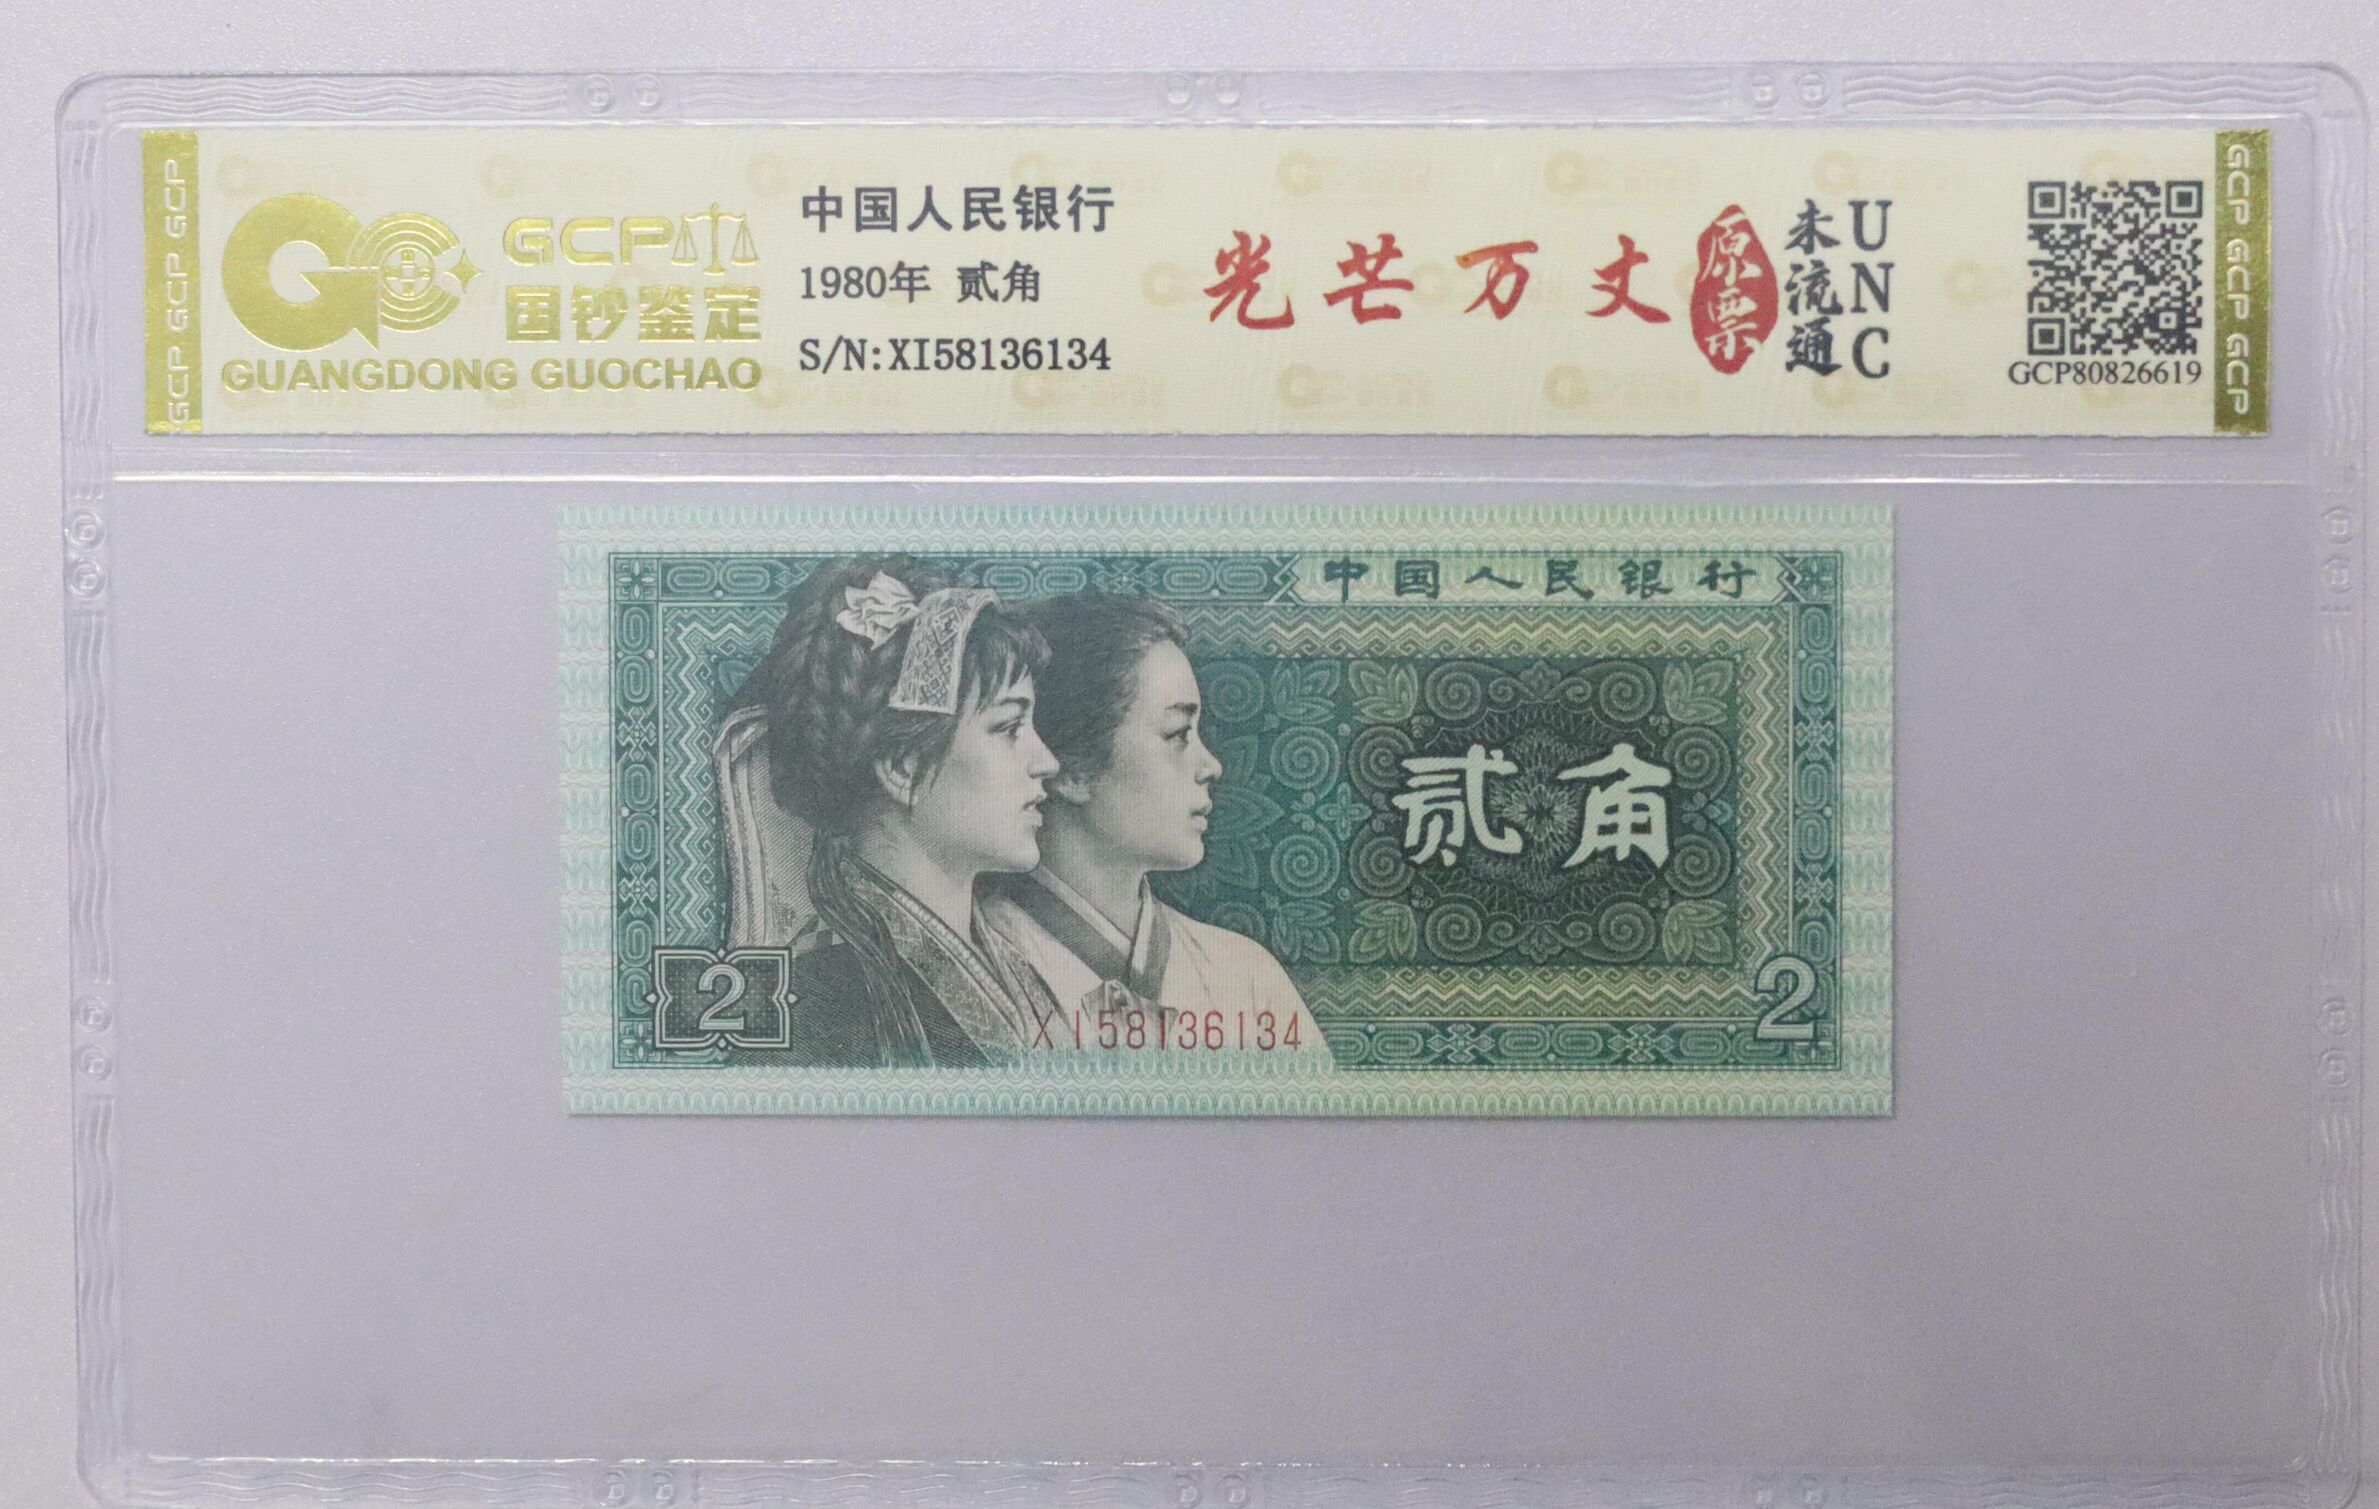 GCP GCP GCP
GCP
国钞鉴定
GUANGDONG GUOCHAO
中国人民银行
1980年 贰角
S/N:XI58136134
光芒万丈
原票
未流通
UNC
GCP80826619
GCP GCP GCP
中国人民银行
贰角
2
XI58136134
2